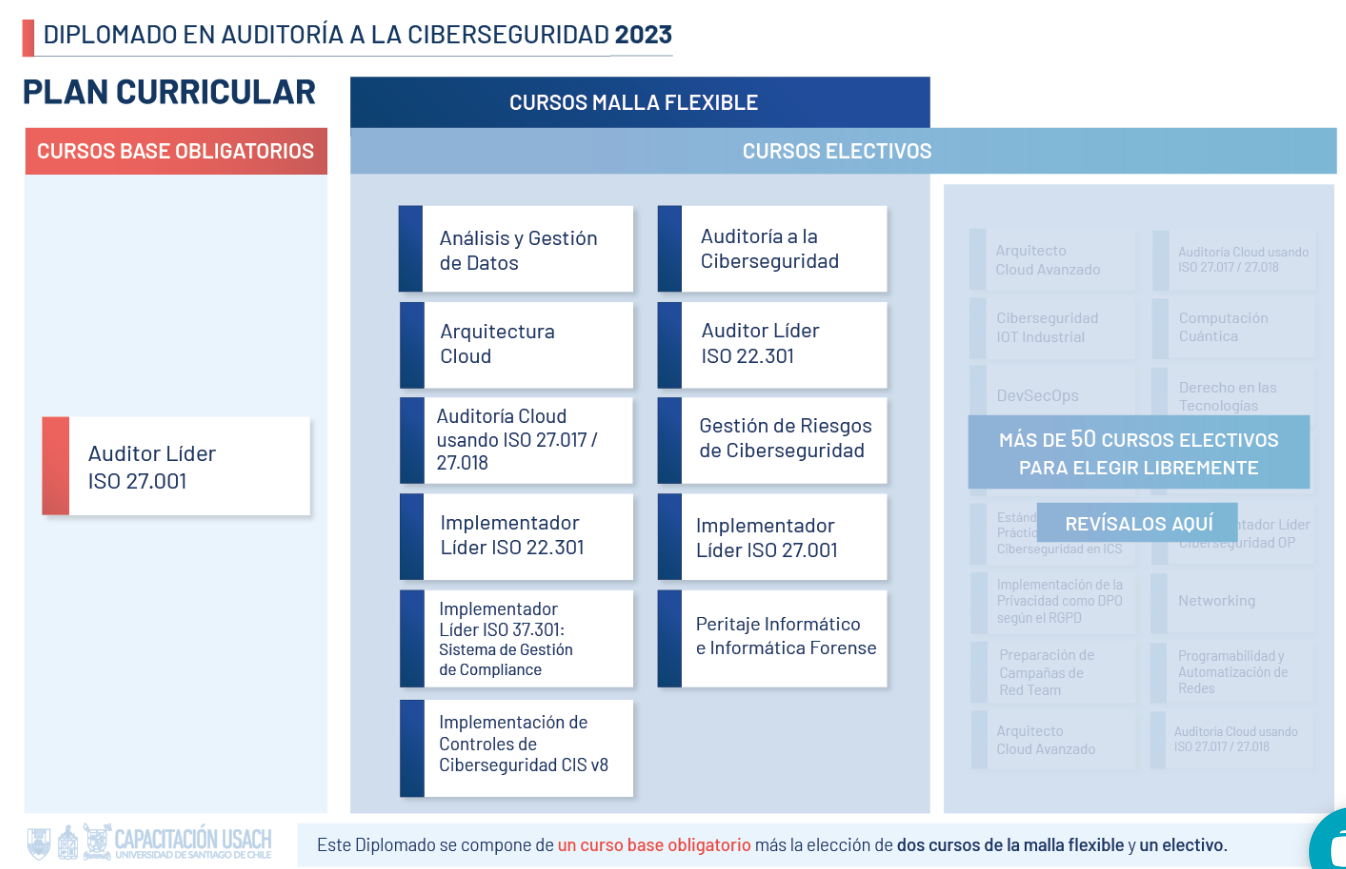 DIPLOMADO EN AUDITORÍA A LA CIBERSEGURIDAD 2023
PLAN CURRICULAR
CURSOS BASE OBLIGATORIOS
Auditor Líder
ISO 27.001
CURSOS MALLA FLEXIBLE
CURSOS ELECTIVOS
Análisis y Gestión
de Datos
Auditoría a la
Ciberseguridad
Arquitectura
Cloud
Auditor Líder
ISO 22.301
Auditoría Cloud
usando ISO 27.017 /
27.018
Gestión de Riesgos
de Ciberseguridad
Implementador
Líder ISO 22.301
Implementador
Líder ISO 27.001
Implementador
Líder ISO 37.301:
Sistema de Gestión
de Compliance
Peritaje Informático
e Informática Forense
Implementación de
Controles de
Ciberseguridad CIS v8
Arquitecto
Cloud Avanzado
Auditoría Cloud usando
ISO 27.017 / 27.018
Ciberseguridad
IOT Industrial
Computación
Cuántica
DevSecOps
Derecho en las
Tecnologías
MÁS DE 50 CURSOS ELECTIVOS
PARA ELEGIR LIBREMENTE
REVÍSALOS AQUÍ
Ciberseguridad en ICS
Líder
Ciberseguridad OP
Implementación de la
Privacidad como DPO
según el RGPD
Networking
Preparación de
Campañas de
Red Team
Programabilidad y
Automatización de
Redes
Arquitecto
Cloud Avanzado
Auditoría Cloud usando
ISO 27.017 / 27.018
CAPACITACIÓN USACH
UNIVERSIDAD DE SANTIAGO DE CHILE
Este Diplomado se compone de un curso base obligatorio más la elección de dos cursos de la malla flexible y un electivo.